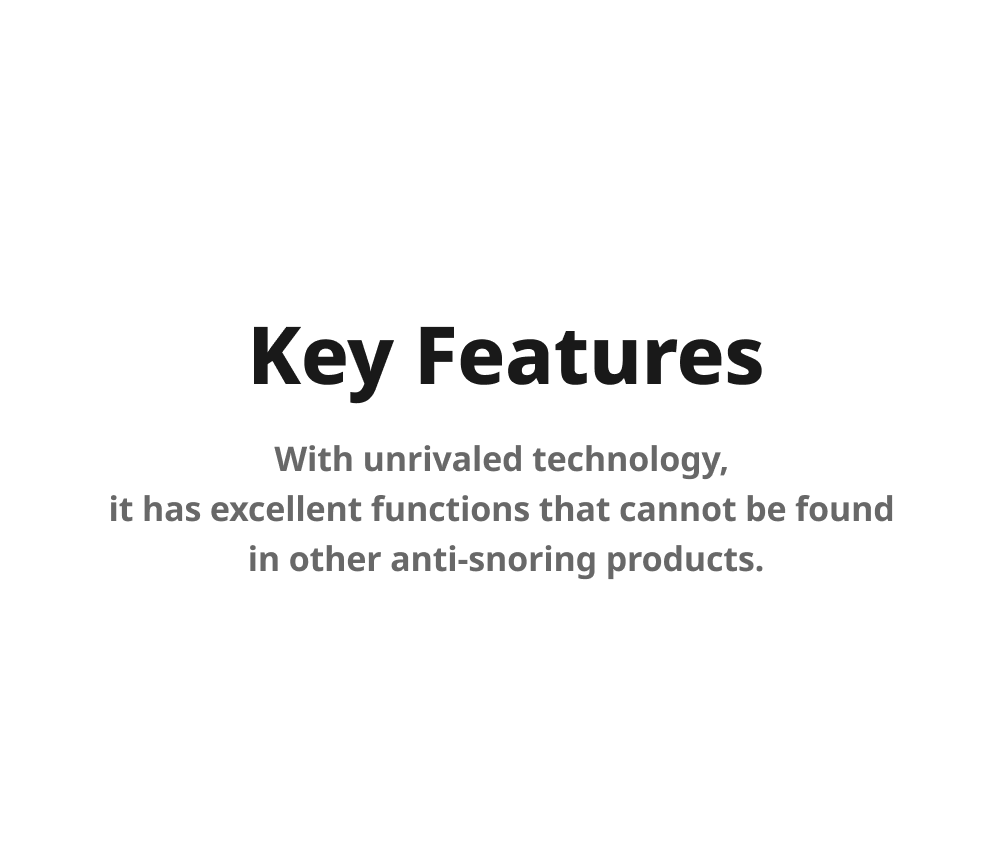 Key Features
With unrivaled technology,
it has excellent functions that cannot be found
in other anti-snoring products.